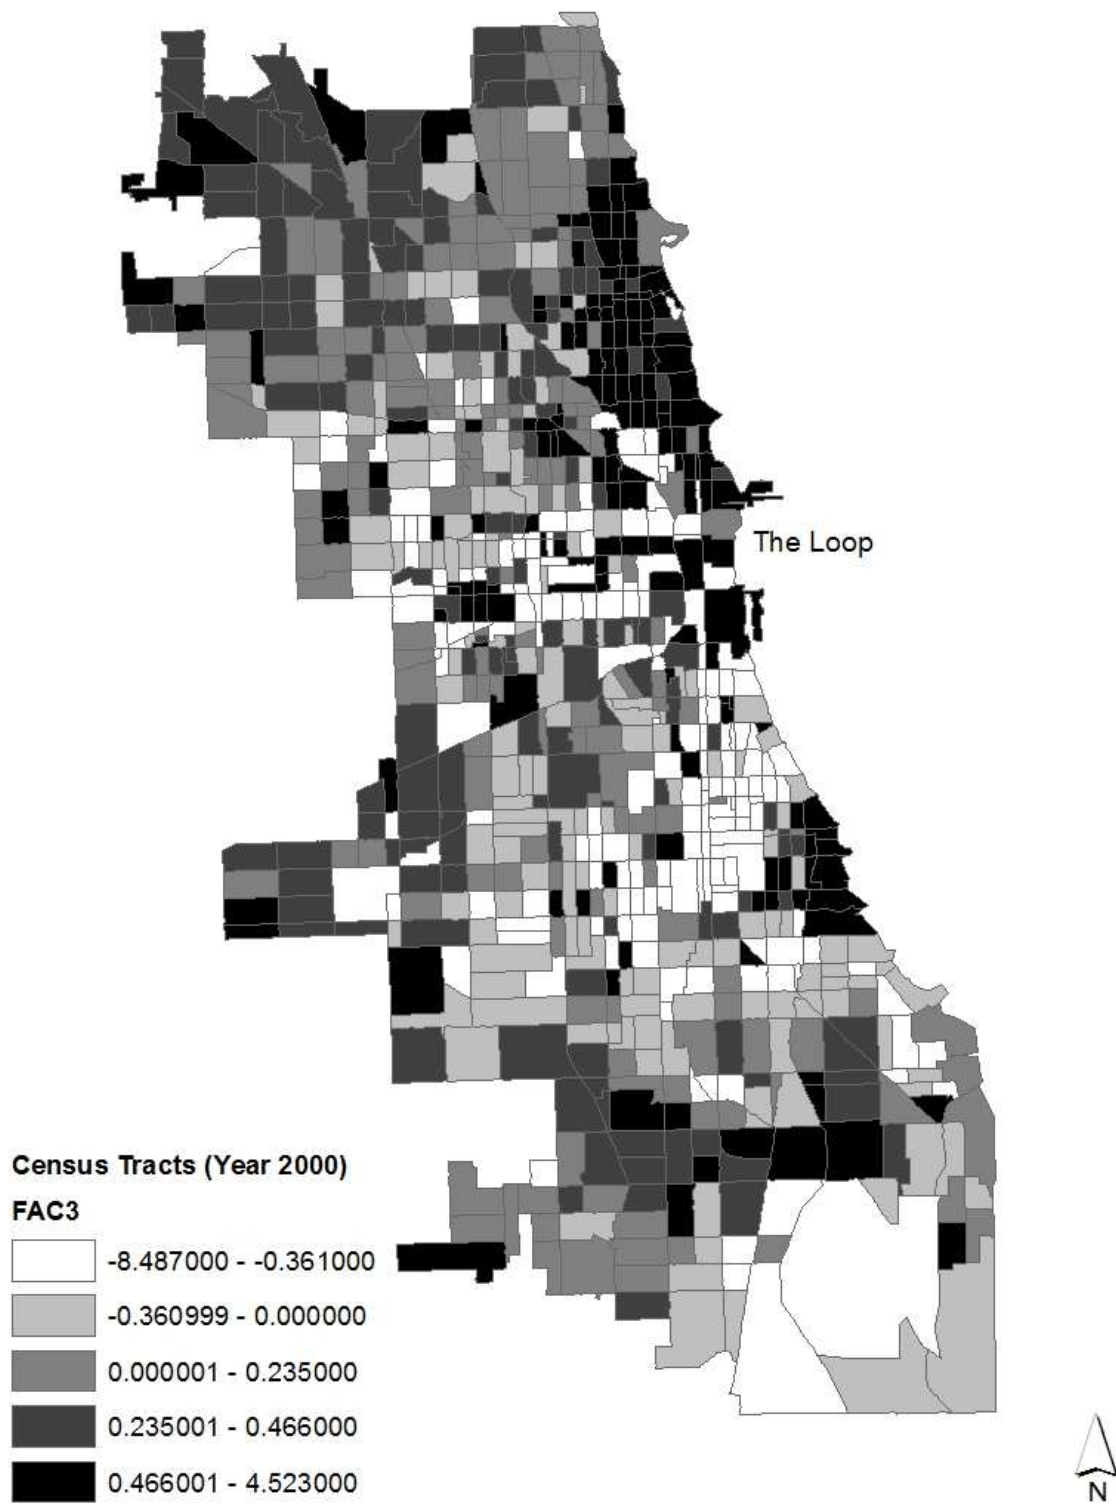 The Loop
Census Tracts (Year 2000)
FAC3
-8.487000 - -0.361000
-0.360999 - 0.000000
0.000001 - 0.235000
0.235001 - 0.466000
0.466001 - 4.523000
N